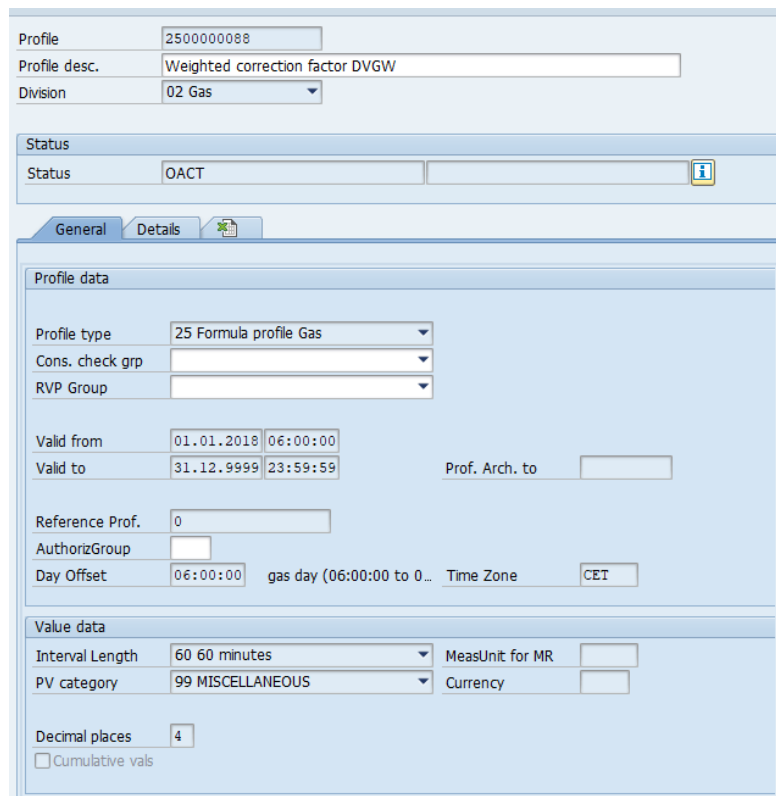 Profile 2500000088
Profile desc. Weighted correction factor DVGW
Division 02 Gas
Status
Status OACT
General Details
Profile data
Profile type 25 Formula profile Gas
Cons. check grp
RVP Group
Valid from 01.01.2018 06:00:00
Valid to 31.12.9999 23:59:59 Prof. Arch. to
Reference Prof. 0
AuthorizGroup
Day Offset 06:00:00 gas day (06:00:00 to 0... Time Zone CET
Value data
Interval Length 60 60 minutes MeasUnit for MR
PV category 99 MISCELLANEOUS Currency
Decimal places 4
Cumulative vals